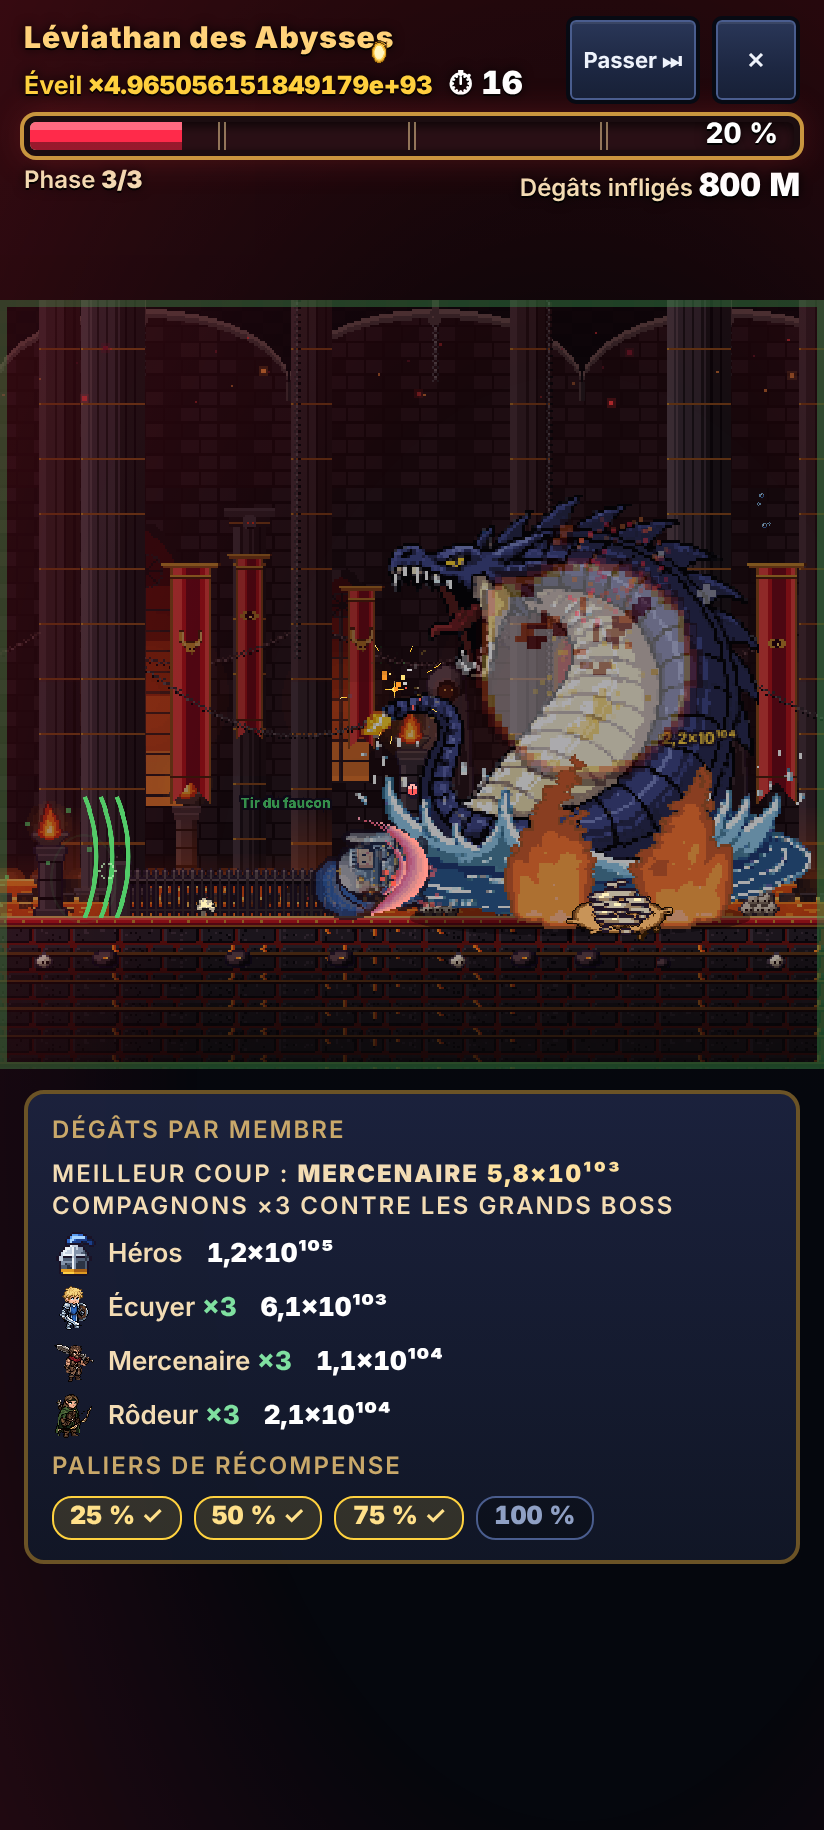 Léviathan des Abysses
Éveil ×4.965056151849179e+93 ⏱ 16
Passer ⏭
×
20 %
Phase 3/3
Dégâts infligés 800 M
2,2×10¹⁰⁴
Tir du faucon
DÉGÂTS PAR MEMBRE
MEILLEUR COUP : MERCENAIRE 5,8×10¹⁰³
COMPAGNONS ×3 CONTRE LES GRANDS BOSS
Héros 1,2×10¹⁰⁵
Écuyer ×3 6,1×10¹⁰³
Mercenaire ×3 1,1×10¹⁰⁴
Rôdeur ×3 2,1×10¹⁰⁴
PALIERS DE RÉCOMPENSE
25 % ✓ 50 % ✓ 75 % ✓ 100 %